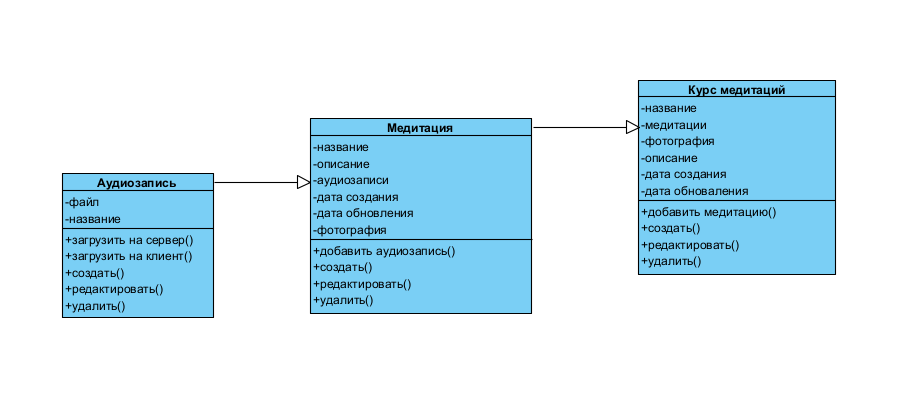 Аудиозапись
-файл
-название
+загрузить на сервер()
+загрузить на клиент()
+создать()
+редактировать()
+удалить()
Медитация
-название
-описание
-аудиозаписи
-дата создания
-дата обновления
-фотография
+добавить аудиозапись()
+создать()
+редактировать()
+удалить()
Курс медитаций
-название
-медитации
-фотография
-описание
-дата создания
-дата обноваления
+добавить медитацию()
+создать()
+редактировать()
+удалить()